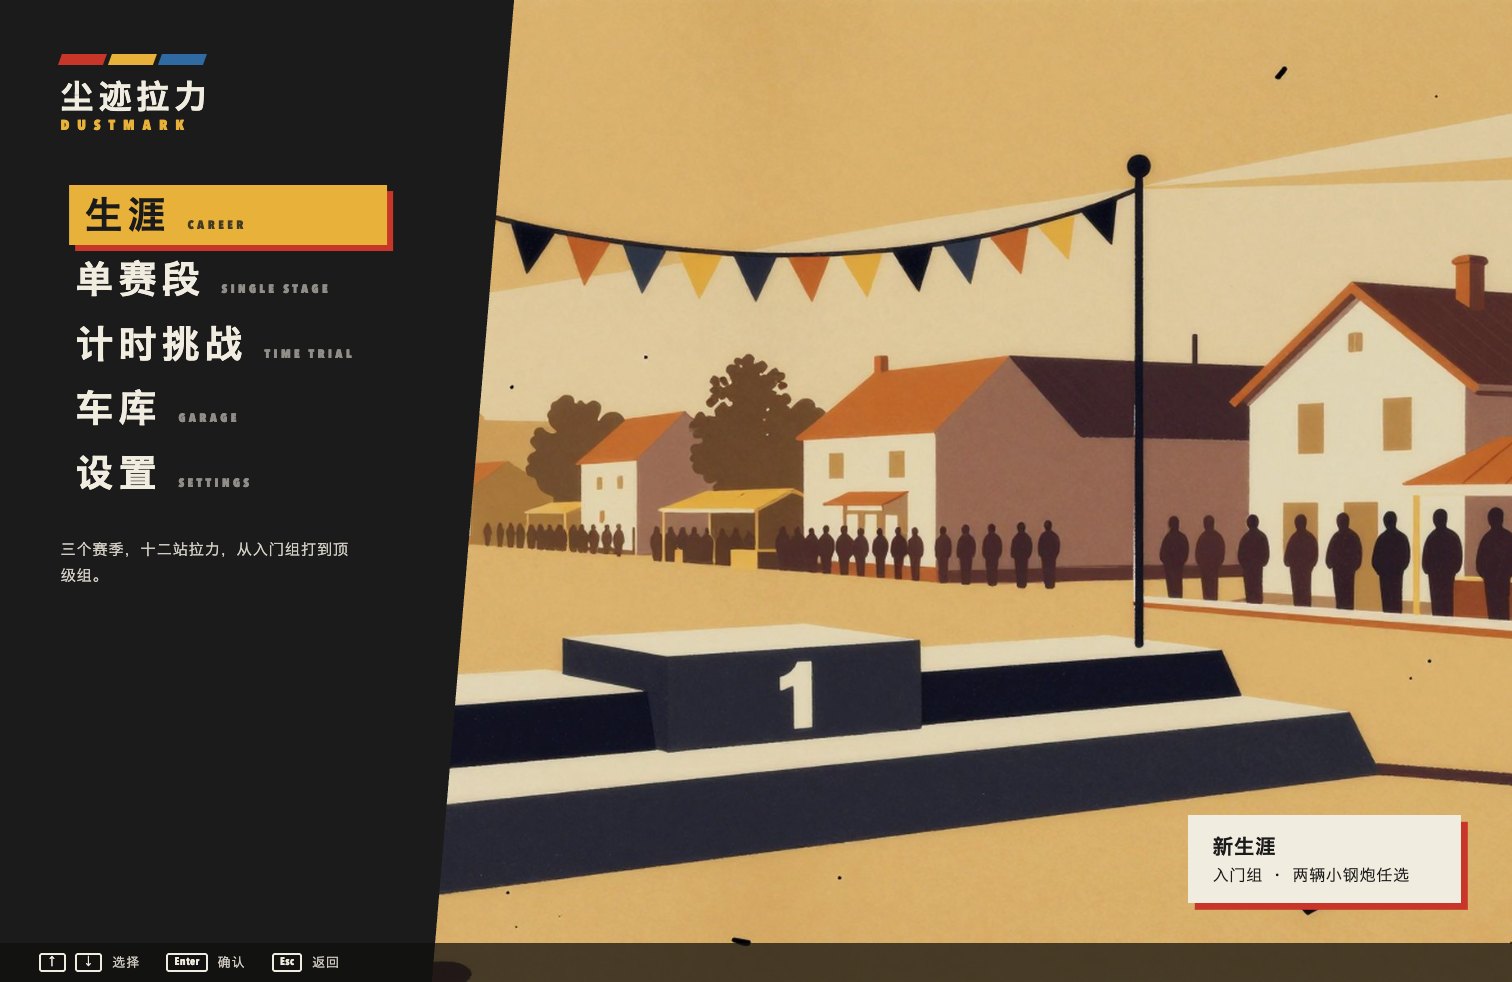 尘迹拉力
DUSTMARK
生涯 CAREER
单赛段 SINGLE STAGE
计时挑战 TIME TRIAL
车库 GARAGE
设置 SETTINGS
三个赛季，十二站拉力，从入门组打到顶
级组。
1
新生涯
入门组 · 两辆小钢炮任选
↑ ↓ 选择 Enter 确认 Esc 返回